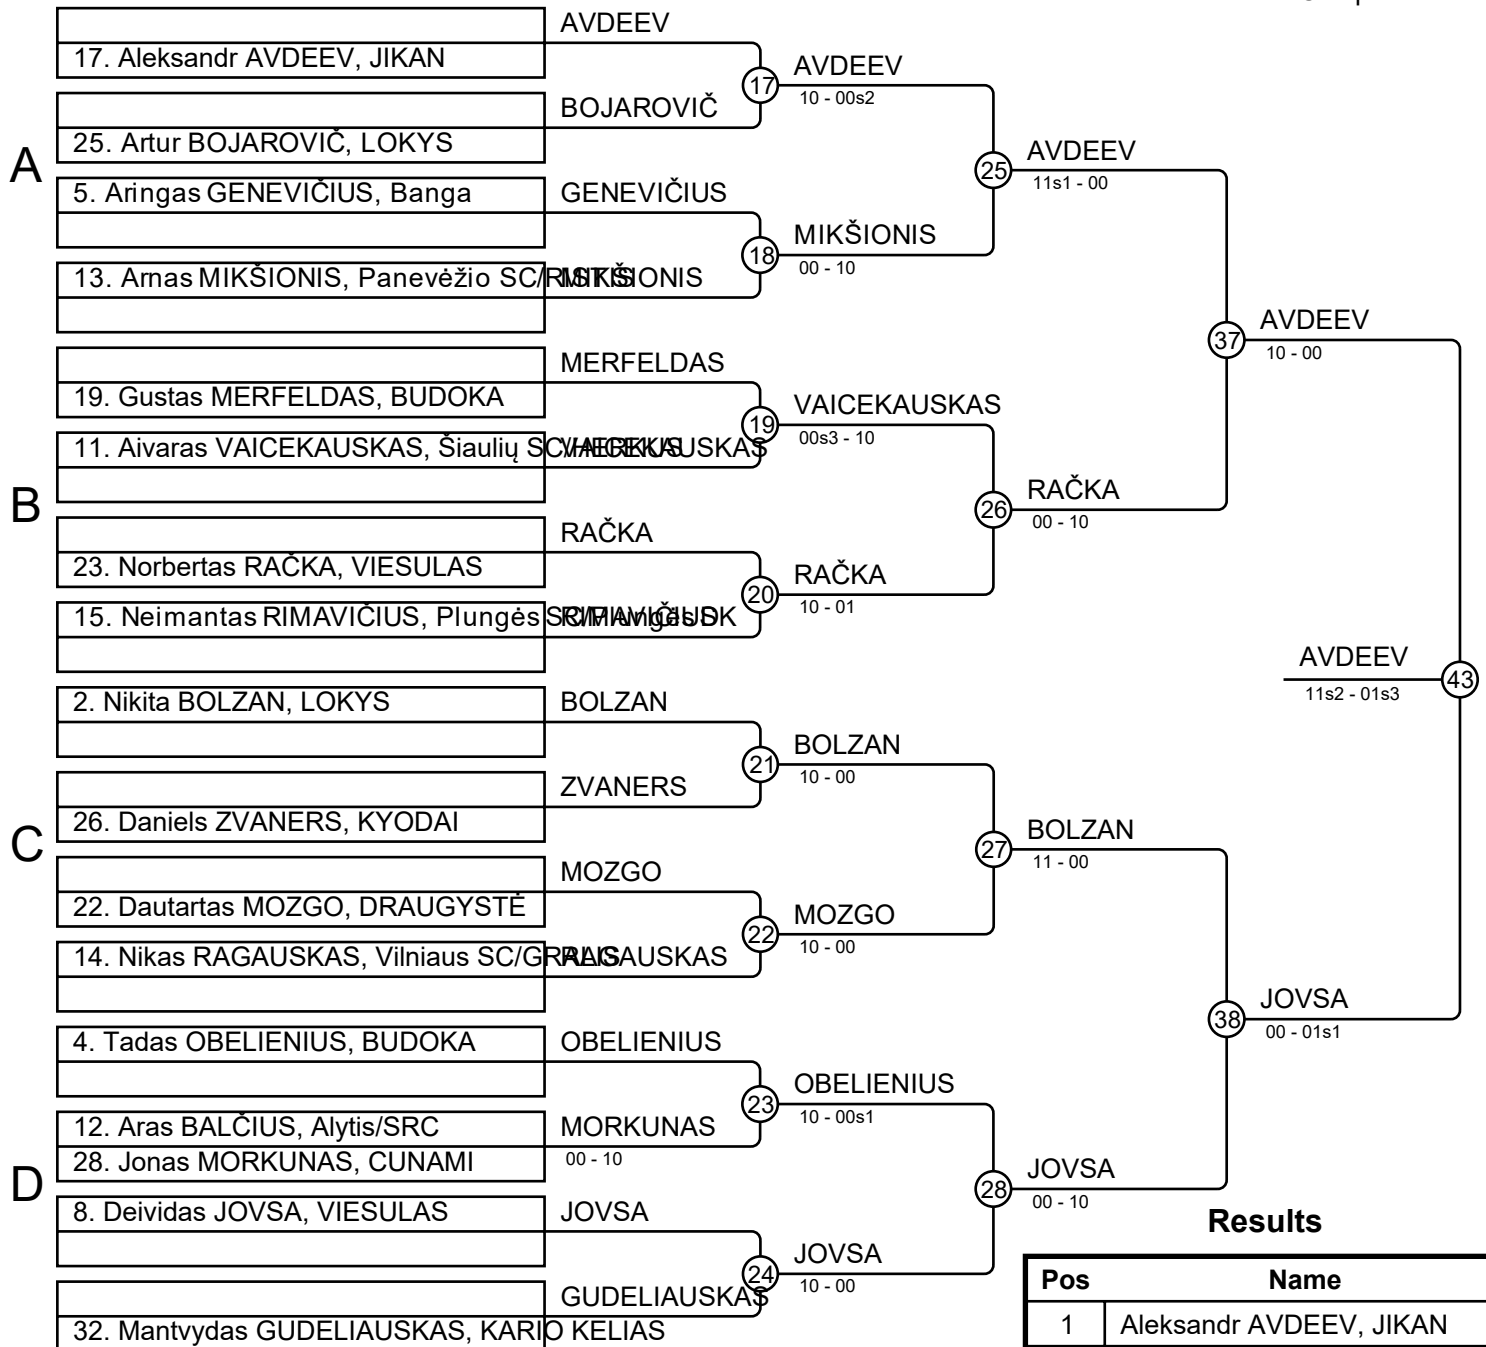 A
17. Aleksandr AVDEEV, JIKAN
AVDEEV
25. Artur BOJAROVIČ, LOKYS
BOJAROVIČ
17
AVDEEV
10 - 00s2
5. Aringas GENEVIČIUS, Banga
GENEVIČIUS
13. Arnas MIKŠIONIS, Panevėžio SC/
MIKŠIONIS
18
MIKŠIONIS
00 - 10
25
AVDEEV
11s1 - 00
B
19. Gustas MERFELDAS, BUDOKA
MERFELDAS
11. Aivaras VAICEKAUSKAS, Šiaulių
VAICEKAUSKAS
19
VAICEKAUSKAS
00s3 - 10
23. Norbertas RAČKA, VIESULAS
RAČKA
15. Neimantas RIMAVIČIUS, Plungės
RIMAVIČIUS
20
RAČKA
10 - 01
26
RAČKA
00 - 10
37
AVDEEV
10 - 00
C
2. Nikita BOLZAN, LOKYS
BOLZAN
26. Daniels ZVANERS, KYODAI
ZVANERS
21
BOLZAN
10 - 00
22. Dautartas MOZGO, DRAUGYSTĖ
MOZGO
14. Nikas RAGAUSKAS, Vilniaus
RAGAUSKAS
22
MOZGO
10 - 00
27
BOLZAN
11 - 00
D
4. Tadas OBELIENIUS, BUDOKA
OBELIENIUS
12. Aras BALČIUS, Alytis/SRC
28. Jonas MORKUNAS, CUNAMI
MORKUNAS
00 - 10
23
OBELIENIUS
10 - 00s1
8. Deividas JOVSA, VIESULAS
JOVSA
32. Mantvydas GUDELIAUSKAS, KARIO KELIAS
GUDELIAUSKAS
24
JOVSA
10 - 00
28
JOVSA
00 - 10
38
JOVSA
00 - 01s1
43
AVDEEV
11s2 - 01s3
Results
Pos Name
1 Aleksandr AVDEEV, JIKAN